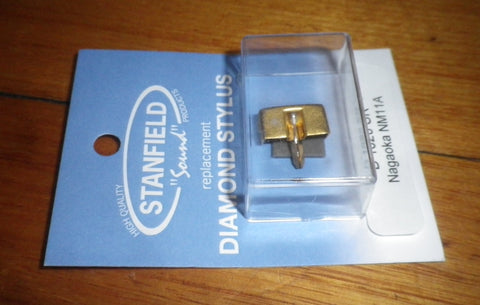 HIGH QUALITY
STANFIELD
"Sound"
PRODUCTS
replacement
DIAMOND STYLUS
Nagaoka NM11A